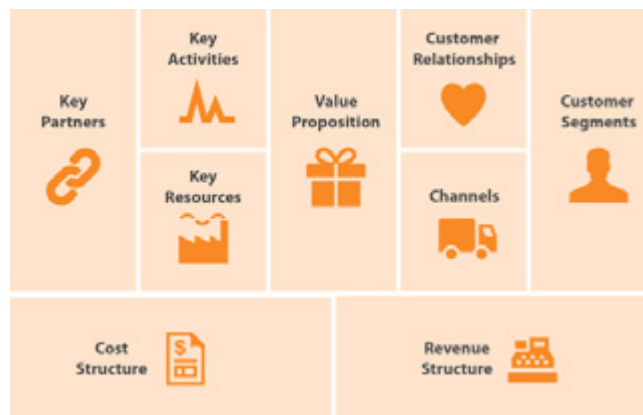 Key
Partners
Key
Activities
Key
Resources
Value
Proposition
Customer
Relationships
Channels
Customer
Segments
Cost
Structure
$
Revenue
Structure